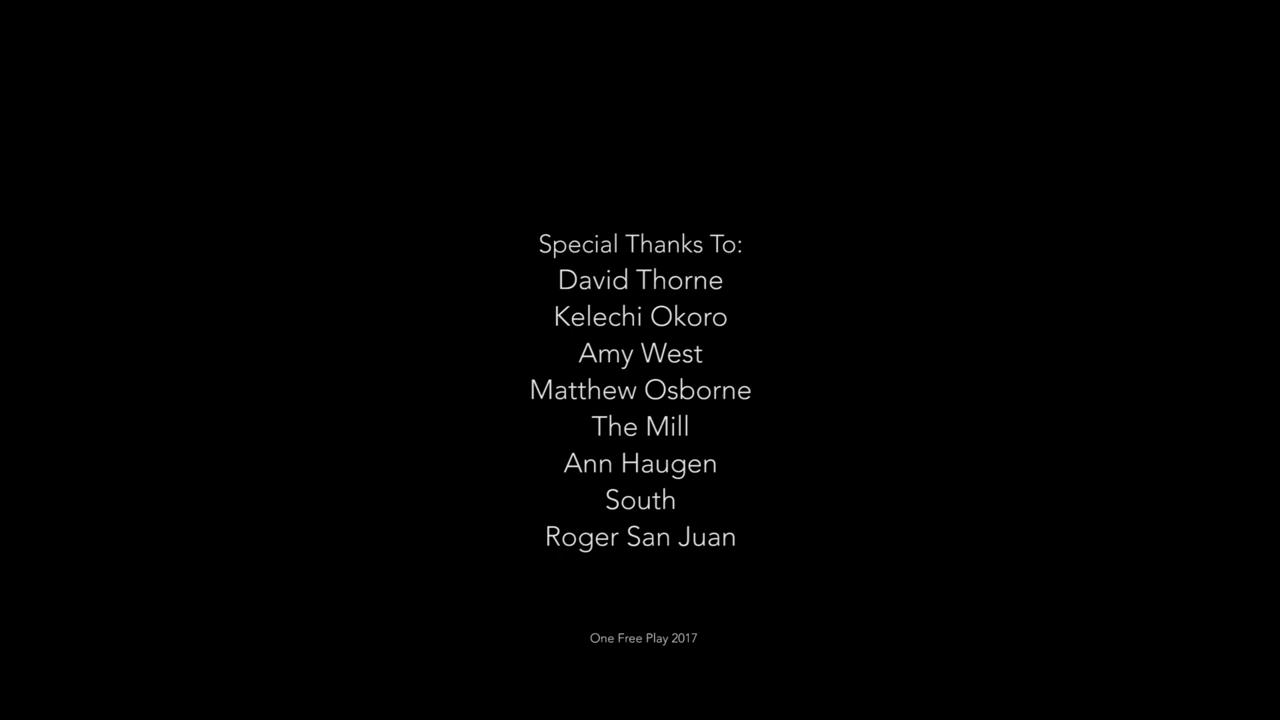 Special Thanks To:
David Thorne
Kelechi Okoro
Amy West
Matthew Osborne
The Mill
Ann Haugen
South
Roger San Juan
One Free Play 2017